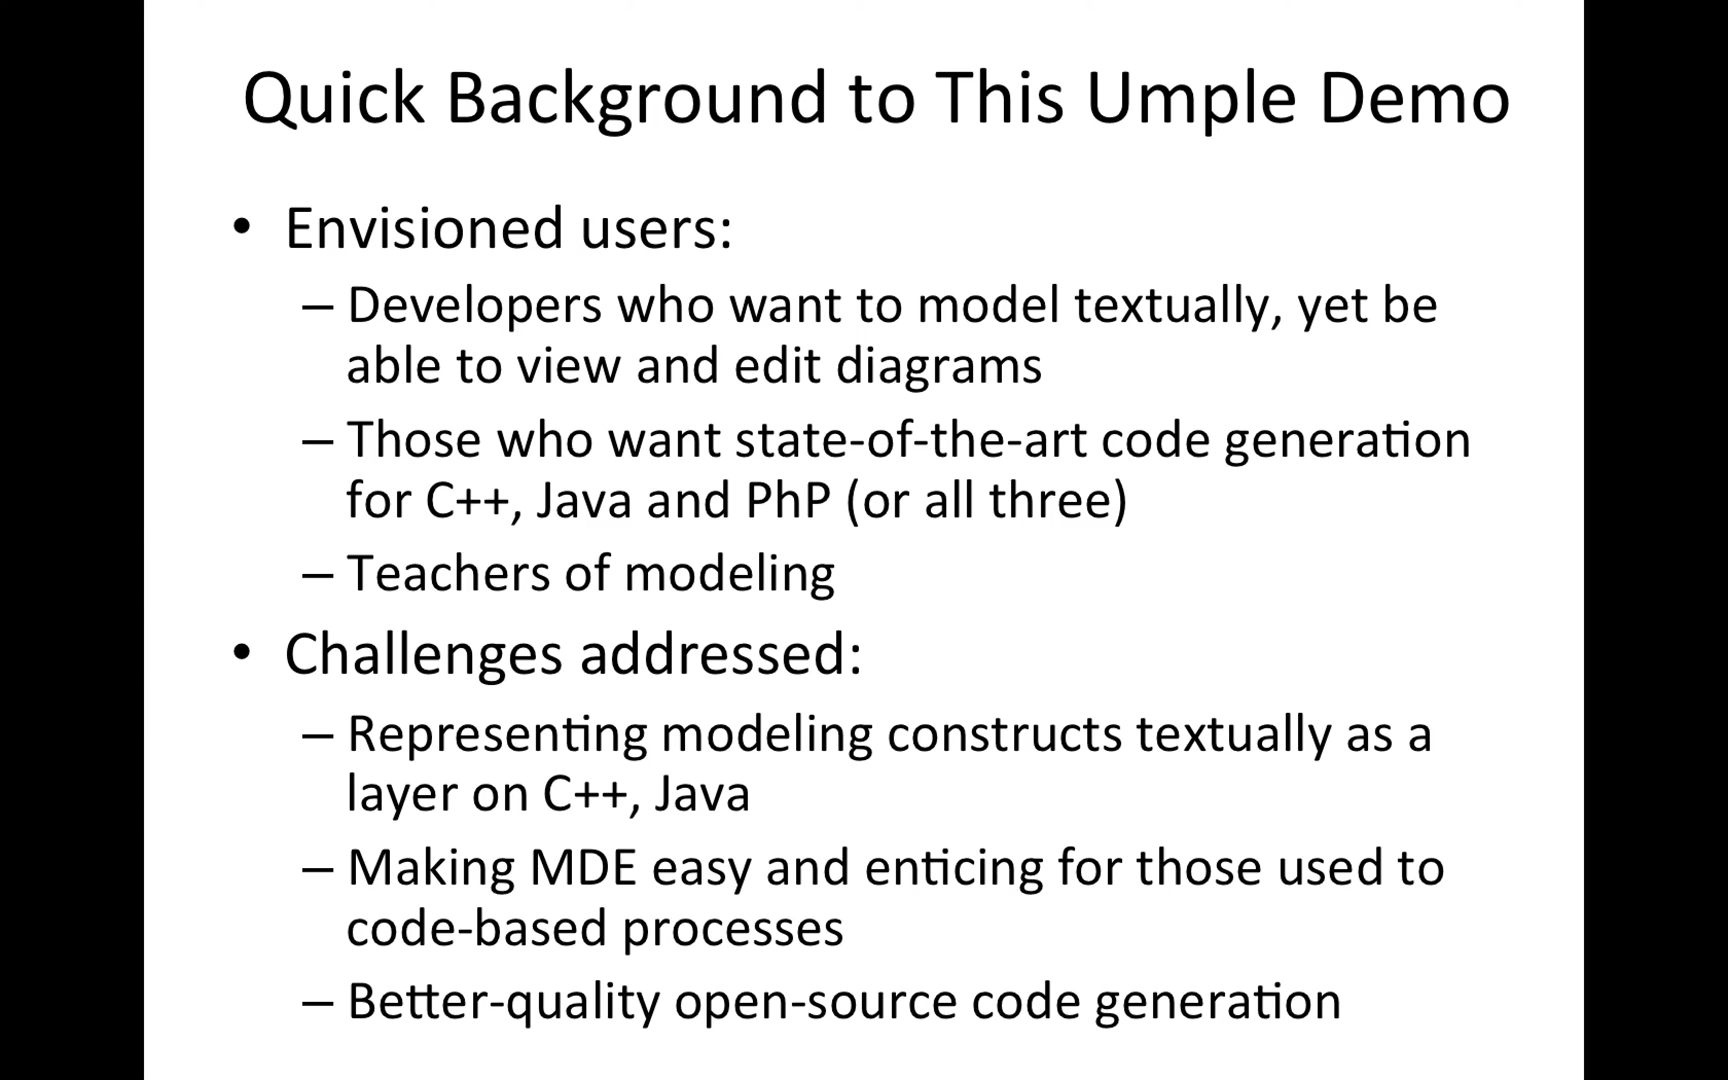 Quick Background to This Umple Demo
• Envisioned users:
– Developers who want to model textually, yet be
able to view and edit diagrams
– Those who want state-of-the-art code generation
for C++, Java and PhP (or all three)
– Teachers of modeling
• Challenges addressed:
– Representing modeling constructs textually as a
layer on C++, Java
– Making MDE easy and enticing for those used to
code-based processes
– Better-quality open-source code generation